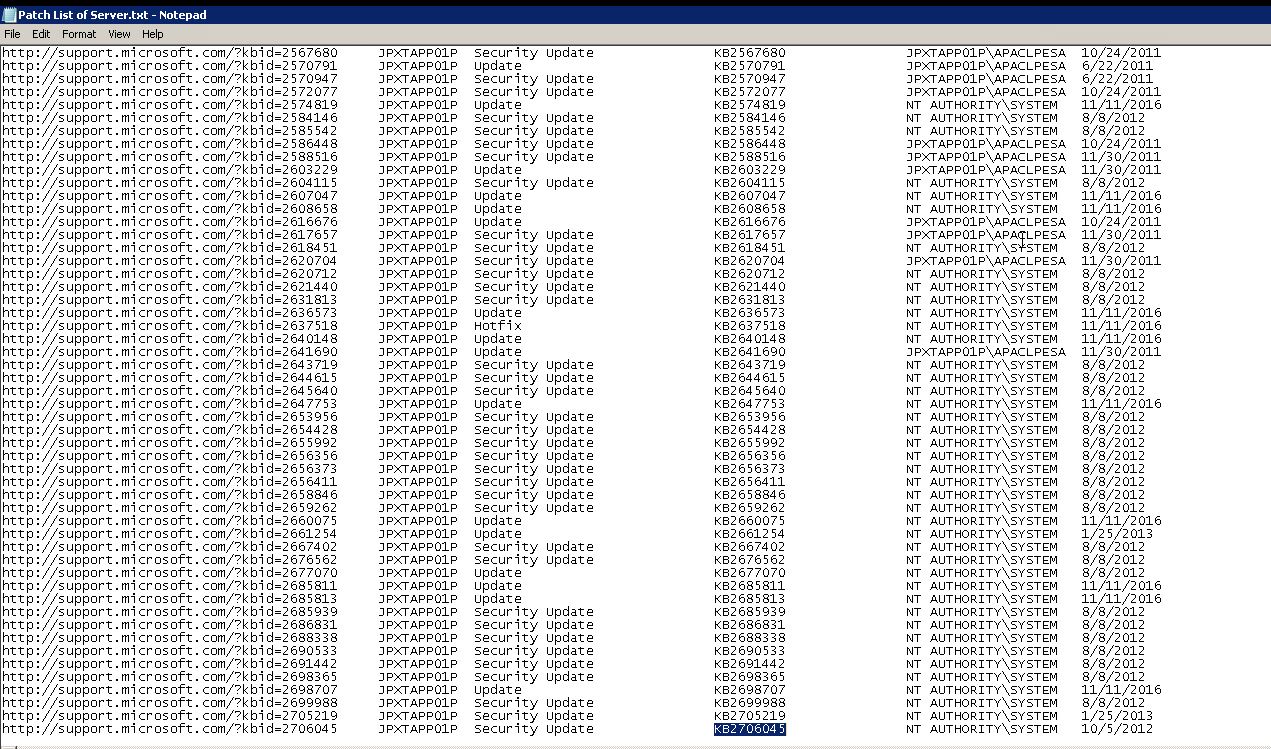 Patch List of Server.txt - Notepad
File Edit Format View Help
http://support.microsoft.com/?kbid=2567680 JPXTAPP01P Security Update KB2567680 JPXTAPP01P\APACLPESA 10/24/2011
http://support.microsoft.com/?kbid=2570791 JPXTAPP01P Update KB2570791 JPXTAPP01P\APACLPESA 6/22/2011
http://support.microsoft.com/?kbid=2570947 JPXTAPP01P Security Update KB2570947 JPXTAPP01P\APACLPESA 6/22/2011
http://support.microsoft.com/?kbid=2572077 JPXTAPP01P Security Update KB2572077 JPXTAPP01P\APACLPESA 10/24/2011
http://support.microsoft.com/?kbid=2574819 JPXTAPP01P Update KB2574819 NT AUTHORITY\SYSTEM 11/11/2016
http://support.microsoft.com/?kbid=2584146 JPXTAPP01P Security Update KB2584146 NT AUTHORITY\SYSTEM 8/8/2012
http://support.microsoft.com/?kbid=2585542 JPXTAPP01P Security Update KB2585542 NT AUTHORITY\SYSTEM 8/8/2012
http://support.microsoft.com/?kbid=2586448 JPXTAPP01P Security Update KB2586448 JPXTAPP01P\APACLPESA 10/24/2011
http://support.microsoft.com/?kbid=2588516 JPXTAPP01P Security Update KB2588516 JPXTAPP01P\APACLPESA 11/30/2011
http://support.microsoft.com/?kbid=2603229 JPXTAPP01P Update KB2603229 JPXTAPP01P\APACLPESA 11/30/2011
http://support.microsoft.com/?kbid=2604115 JPXTAPP01P Security Update KB2604115 NT AUTHORITY\SYSTEM 8/8/2012
http://support.microsoft.com/?kbid=2607047 JPXTAPP01P Update KB2607047 NT AUTHORITY\SYSTEM 11/11/2016
http://support.microsoft.com/?kbid=2608658 JPXTAPP01P Update KB2608658 NT AUTHORITY\SYSTEM 11/11/2016
http://support.microsoft.com/?kbid=2616676 JPXTAPP01P Update KB2616676 JPXTAPP01P\APACLPESA 10/24/2011
http://support.microsoft.com/?kbid=2617657 JPXTAPP01P Security Update KB2617657 JPXTAPP01P\APACLPESA 11/30/2011
http://support.microsoft.com/?kbid=2618451 JPXTAPP01P Security Update KB2618451 NT AUTHORITY\SYSTEM 8/8/2012
http://support.microsoft.com/?kbid=2620704 JPXTAPP01P Security Update KB2620704 JPXTAPP01P\APACLPESA 11/30/2011
http://support.microsoft.com/?kbid=2620712 JPXTAPP01P Security Update KB2620712 NT AUTHORITY\SYSTEM 8/8/2012
http://support.microsoft.com/?kbid=2621440 JPXTAPP01P Security Update KB2621440 NT AUTHORITY\SYSTEM 8/8/2012
http://support.microsoft.com/?kbid=2631813 JPXTAPP01P Security Update KB2631813 NT AUTHORITY\SYSTEM 8/8/2012
http://support.microsoft.com/?kbid=2636573 JPXTAPP01P Update KB2636573 NT AUTHORITY\SYSTEM 11/11/2016
http://support.microsoft.com/?kbid=2637518 JPXTAPP01P Hotfix KB2637518 NT AUTHORITY\SYSTEM 11/11/2016
http://support.microsoft.com/?kbid=2640148 JPXTAPP01P Update KB2640148 NT AUTHORITY\SYSTEM 11/11/2016
http://support.microsoft.com/?kbid=2641690 JPXTAPP01P Update KB2641690 JPXTAPP01P\APACLPESA 11/30/2011
http://support.microsoft.com/?kbid=2643719 JPXTAPP01P Security Update KB2643719 NT AUTHORITY\SYSTEM 8/8/2012
http://support.microsoft.com/?kbid=2644615 JPXTAPP01P Security Update KB2644615 NT AUTHORITY\SYSTEM 8/8/2012
http://support.microsoft.com/?kbid=2645640 JPXTAPP01P Security Update KB2645640 NT AUTHORITY\SYSTEM 8/8/2012
http://support.microsoft.com/?kbid=2647753 JPXTAPP01P Update KB2647753 NT AUTHORITY\SYSTEM 11/11/2016
http://support.microsoft.com/?kbid=2653956 JPXTAPP01P Security Update KB2653956 NT AUTHORITY\SYSTEM 8/8/2012
http://support.microsoft.com/?kbid=2654428 JPXTAPP01P Security Update KB2654428 NT AUTHORITY\SYSTEM 8/8/2012
http://support.microsoft.com/?kbid=2655992 JPXTAPP01P Security Update KB2655992 NT AUTHORITY\SYSTEM 8/8/2012
http://support.microsoft.com/?kbid=2656356 JPXTAPP01P Security Update KB2656356 NT AUTHORITY\SYSTEM 8/8/2012
http://support.microsoft.com/?kbid=2656373 JPXTAPP01P Security Update KB2656373 NT AUTHORITY\SYSTEM 8/8/2012
http://support.microsoft.com/?kbid=2656411 JPXTAPP01P Security Update KB2656411 NT AUTHORITY\SYSTEM 8/8/2012
http://support.microsoft.com/?kbid=2658846 JPXTAPP01P Security Update KB2658846 NT AUTHORITY\SYSTEM 8/8/2012
http://support.microsoft.com/?kbid=2659262 JPXTAPP01P Security Update KB2659262 NT AUTHORITY\SYSTEM 8/8/2012
http://support.microsoft.com/?kbid=2660075 JPXTAPP01P Update KB2660075 NT AUTHORITY\SYSTEM 11/11/2016
http://support.microsoft.com/?kbid=2661254 JPXTAPP01P Update KB2661254 NT AUTHORITY\SYSTEM 1/25/2013
http://support.microsoft.com/?kbid=2667402 JPXTAPP01P Security Update KB2667402 NT AUTHORITY\SYSTEM 8/8/2012
http://support.microsoft.com/?kbid=2676562 JPXTAPP01P Security Update KB2676562 NT AUTHORITY\SYSTEM 8/8/2012
http://support.microsoft.com/?kbid=2677070 JPXTAPP01P Update KB2677070 NT AUTHORITY\SYSTEM 8/8/2012
http://support.microsoft.com/?kbid=2685811 JPXTAPP01P Update KB2685811 NT AUTHORITY\SYSTEM 11/11/2016
http://support.microsoft.com/?kbid=2685813 JPXTAPP01P Update KB2685813 NT AUTHORITY\SYSTEM 11/11/2016
http://support.microsoft.com/?kbid=2685939 JPXTAPP01P Security Update KB2685939 NT AUTHORITY\SYSTEM 8/8/2012
http://support.microsoft.com/?kbid=2686831 JPXTAPP01P Security Update KB2686831 NT AUTHORITY\SYSTEM 8/8/2012
http://support.microsoft.com/?kbid=2688338 JPXTAPP01P Security Update KB2688338 NT AUTHORITY\SYSTEM 8/8/2012
http://support.microsoft.com/?kbid=2690533 JPXTAPP01P Security Update KB2690533 NT AUTHORITY\SYSTEM 8/8/2012
http://support.microsoft.com/?kbid=2691442 JPXTAPP01P Security Update KB2691442 NT AUTHORITY\SYSTEM 8/8/2012
http://support.microsoft.com/?kbid=2698365 JPXTAPP01P Security Update KB2698365 NT AUTHORITY\SYSTEM 8/8/2012
http://support.microsoft.com/?kbid=2698707 JPXTAPP01P Update KB2698707 NT AUTHORITY\SYSTEM 11/11/2016
http://support.microsoft.com/?kbid=2699988 JPXTAPP01P Security Update KB2699988 NT AUTHORITY\SYSTEM 8/8/2012
http://support.microsoft.com/?kbid=2705219 JPXTAPP01P Security Update KB2705219 NT AUTHORITY\SYSTEM 1/25/2013
http://support.microsoft.com/?kbid=2706045 JPXTAPP01P Security Update KB2706045 NT AUTHORITY\SYSTEM 10/5/2012